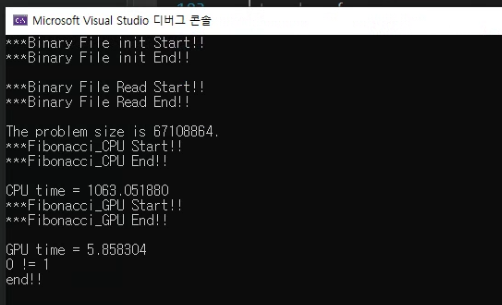 Microsoft Visual Studio 디버그 콘솔
***Binary File init Start!!
***Binary File init End!!
***Binary File Read Start!!
***Binary File Read End!!
The problem size is 67108864.
***Fibonacci_CPU Start!!
***Fibonacci_CPU End!!
CPU time = 1063.051880
***Fibonacci_GPU Start!!
***Fibonacci_GPU End!!
GPU time = 5.858304
0 != 1
end!!